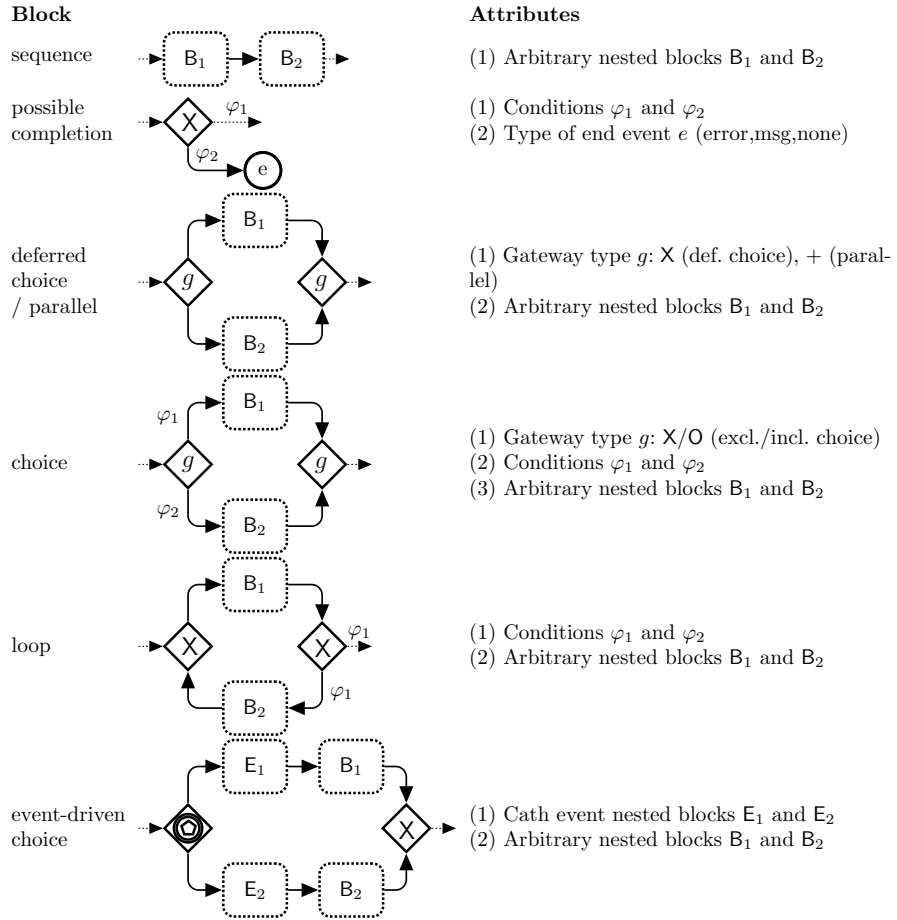 Block Attributes
sequence B₁ B₂ (1) Arbitrary nested blocks B₁ and B₂
possible X φ₁ (1) Conditions φ₁ and φ₂
completion (2) Type of end event e (error,msg,none)
φ₂ e
B₁
deferred (1) Gateway type g: X (def. choice), + (paral-
choice g g lel)
/ parallel (2) Arbitrary nested blocks B₁ and B₂
B₂
B₁
φ₁
(1) Gateway type g: X/O (excl./incl. choice)
choice g g (2) Conditions φ₁ and φ₂
(3) Arbitrary nested blocks B₁ and B₂
φ₂
B₂
B₁
φ₁ (1) Conditions φ₁ and φ₂
loop X X (2) Arbitrary nested blocks B₁ and B₂
φ₁
B₂
E₁ B₁
event-driven (1) Cath event nested blocks E₁ and E₂
choice X (2) Arbitrary nested blocks B₁ and B₂
E₂ B₂